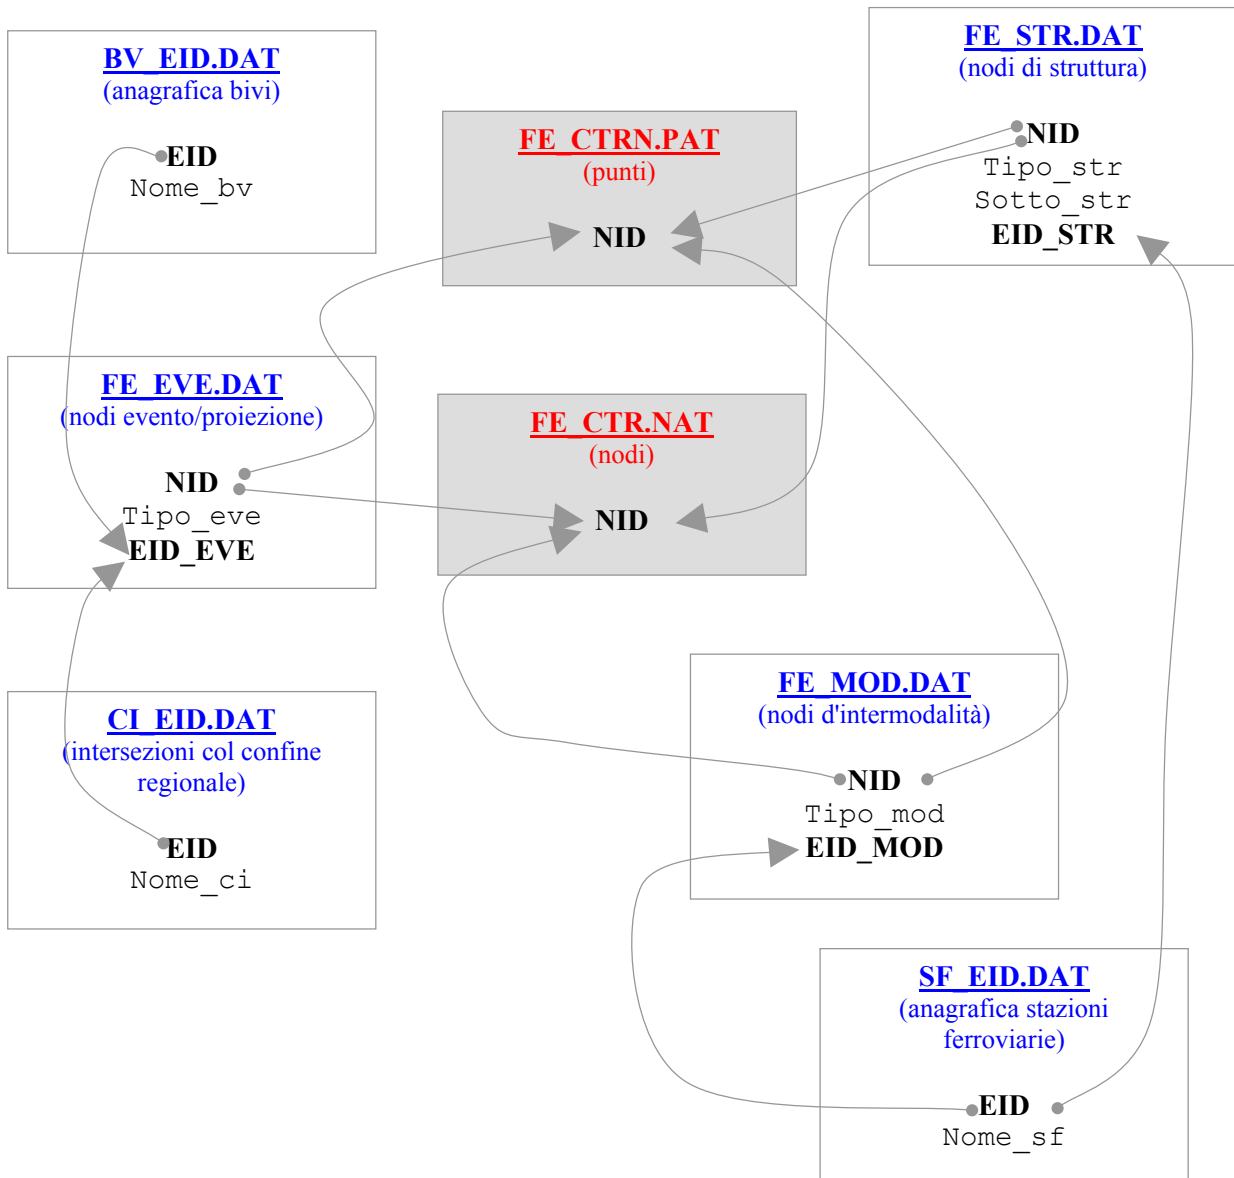 BV_EID.DAT
(anagrafica bivi)
EID
Nome_bv
FE_CTRN.PAT
(punti)
NID
FE_STR.DAT
(nodi di struttura)
NID
Tipo_str
Sotto_str
EID_STR
FE_EVE.DAT
(nodi evento/proiezione)
NID
Tipo_eve
EID_EVE
FE_CTR.NAT
(nodi)
NID
CI_EID.DAT
(intersezioni col confine
regionale)
EID
Nome_ci
FE_MOD.DAT
(nodi d'intermodalità)
NID
Tipo_mod
EID_MOD
SF_EID.DAT
(anagrafica stazioni
ferroviarie)
EID
Nome_sf